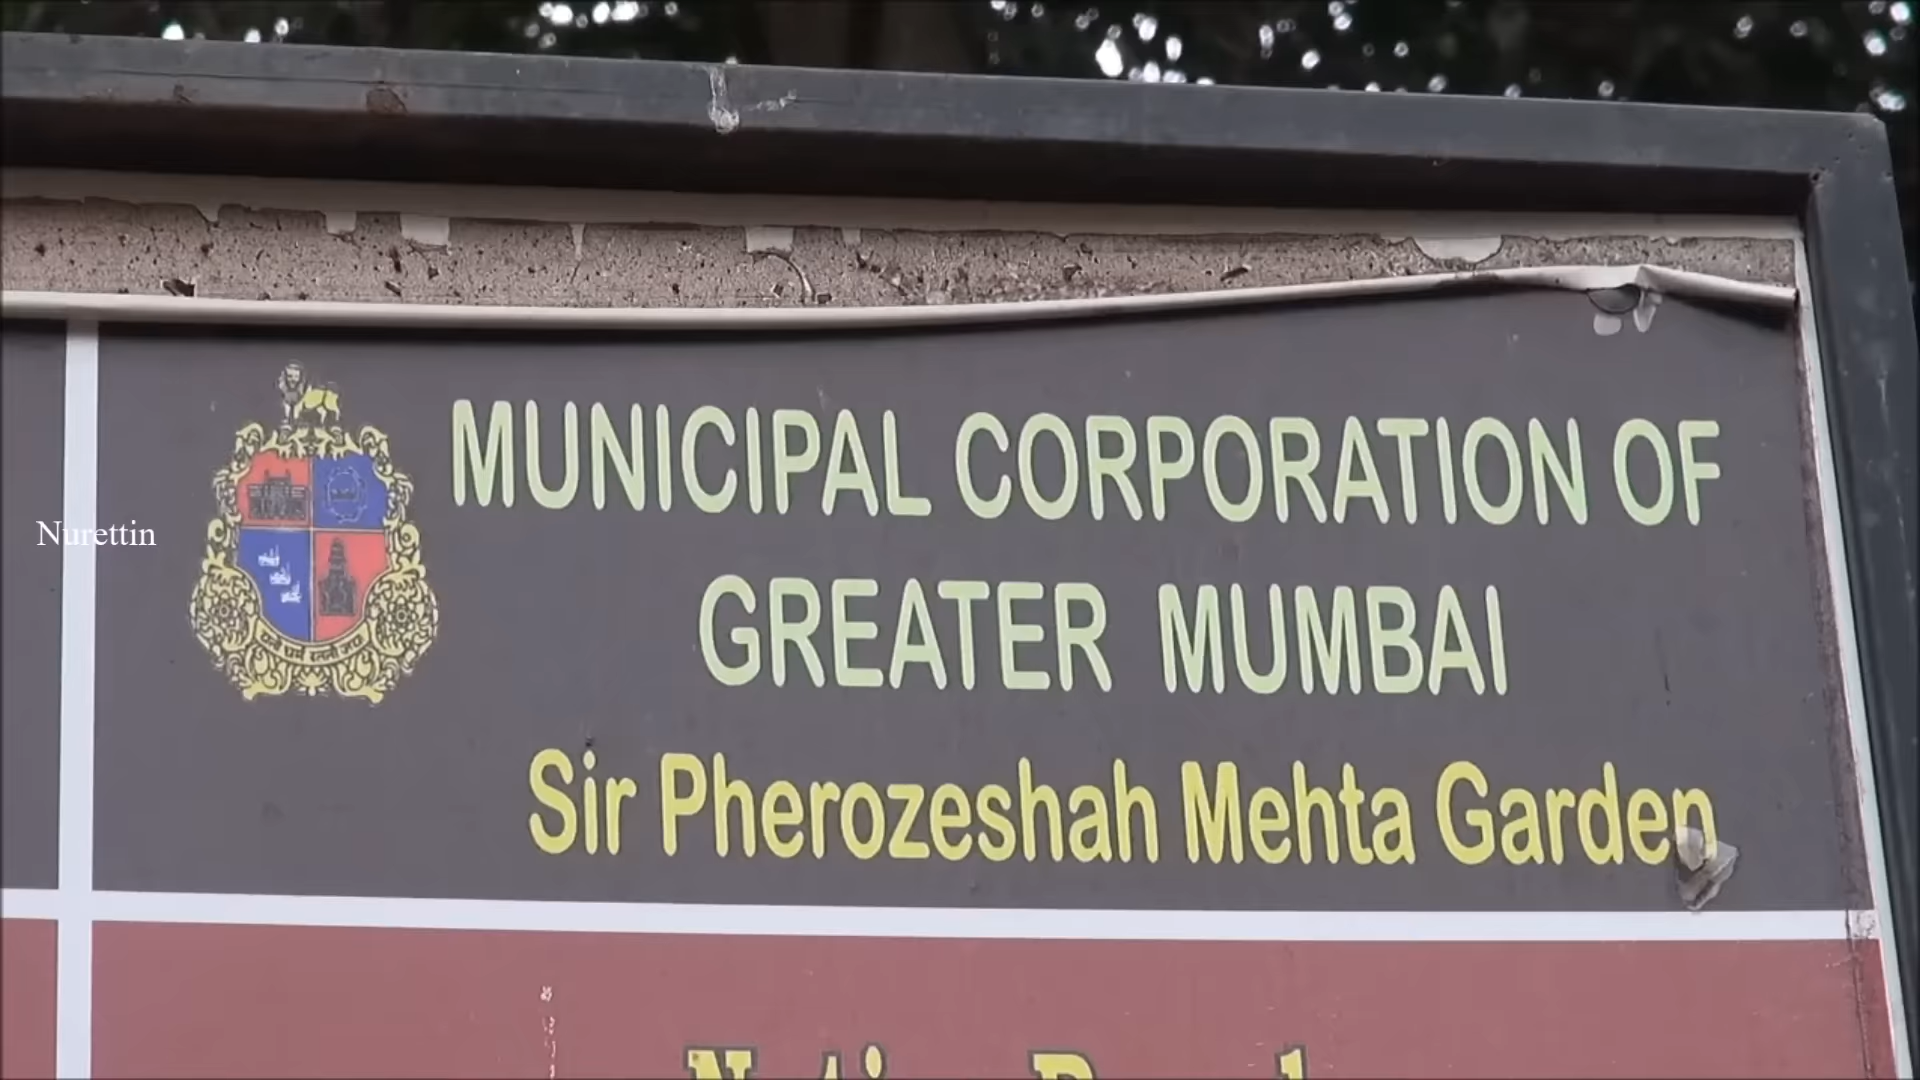 MUNICIPAL CORPORATION OF
GREATER MUMBAI
Sir Pherozeshah Mehta Garden
Nurettin